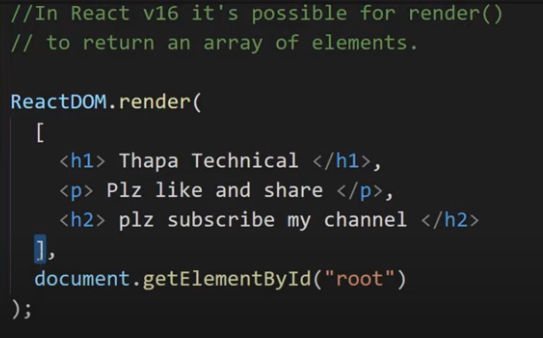 //In React v16 it's possible for render()
// to return an array of elements.
ReactDOM.render(
[
<h1> Thapa Technical </h1>,
<p> Plz like and share </p>,
<h2> plz subscribe my channel </h2>
],
document.getElementById("root")
);